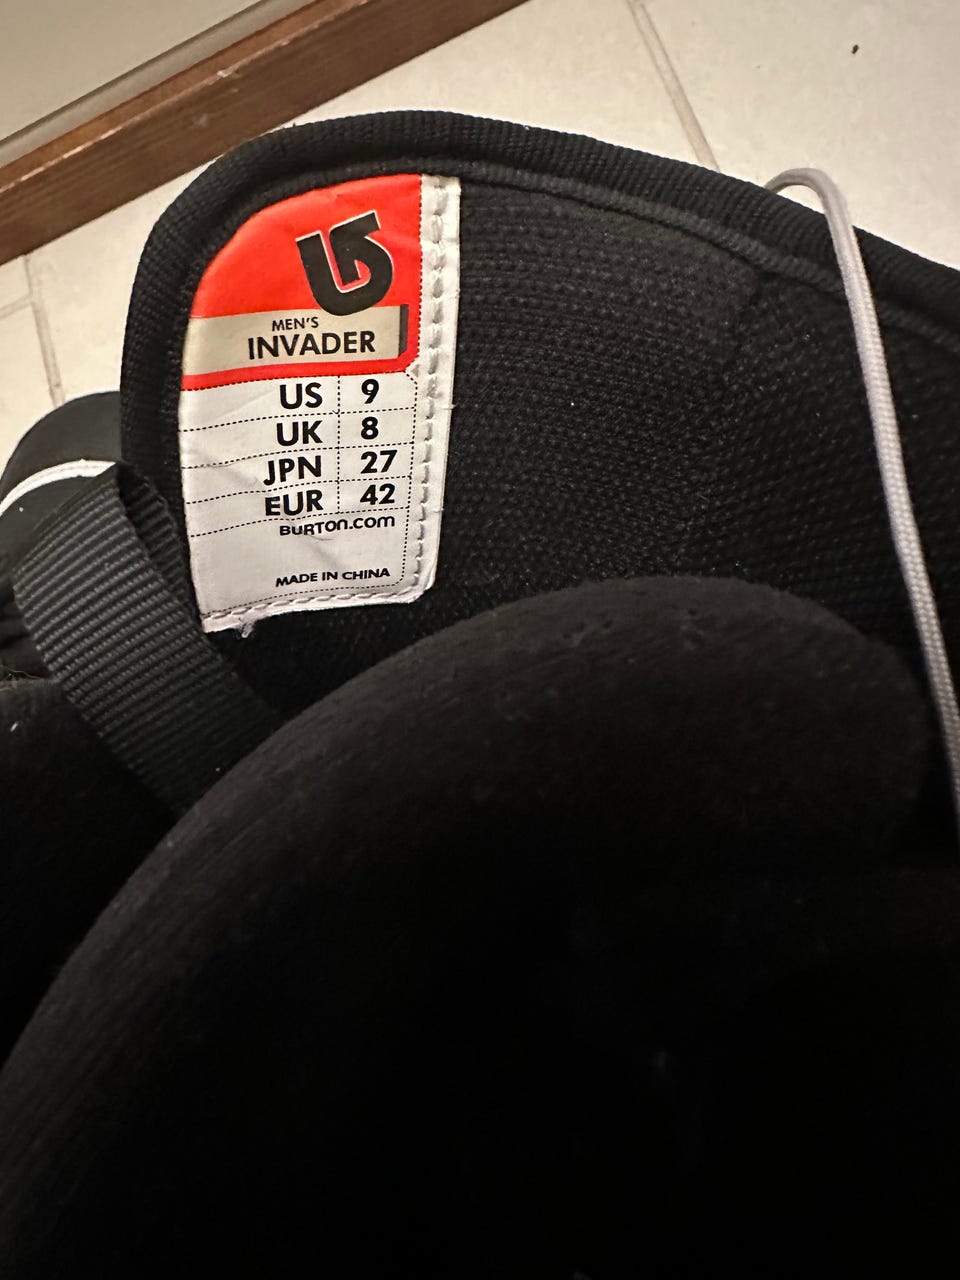 MEN'S
INVADER
US 9
UK 8
JPN 27
EUR 42
BURTON.COM
MADE IN CHINA